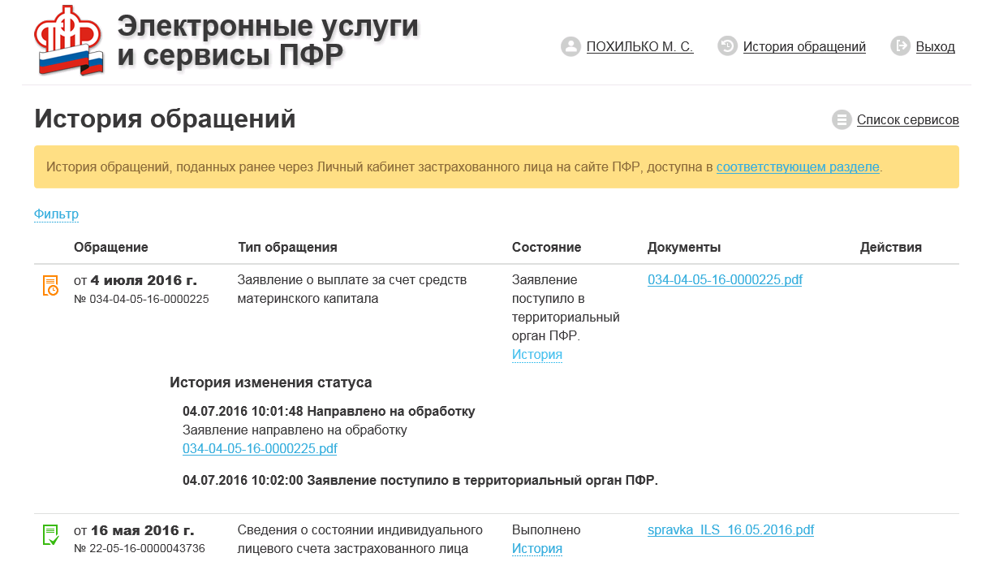 Электронные услуги
и сервисы ПФР
ПОХИЛЬКО М. С.
История обращений
Выход
История обращений
Список сервисов
История обращений, поданных ранее через Личный кабинет застрахованного лица на сайте ПФР, доступна в соответствующем разделе.
Фильтр
Обращение Тип обращения Состояние Документы Действия
от 4 июля 2016 г.
№ 034-04-05-16-0000225
Заявление о выплате за счет средств
материнского капитала
Заявление
поступило в
территориальный
орган ПФР.
История
034-04-05-16-0000225.pdf
История изменения статуса
04.07.2016 10:01:48 Направлено на обработку
Заявление направлено на обработку
034-04-05-16-0000225.pdf
04.07.2016 10:02:00 Заявление поступило в территориальный орган ПФР.
от 16 мая 2016 г.
№ 22-05-16-0000043736
Сведения о состоянии индивидуального
лицевого счета застрахованного лица
Выполнено
История
spravka_ILS_16.05.2016.pdf